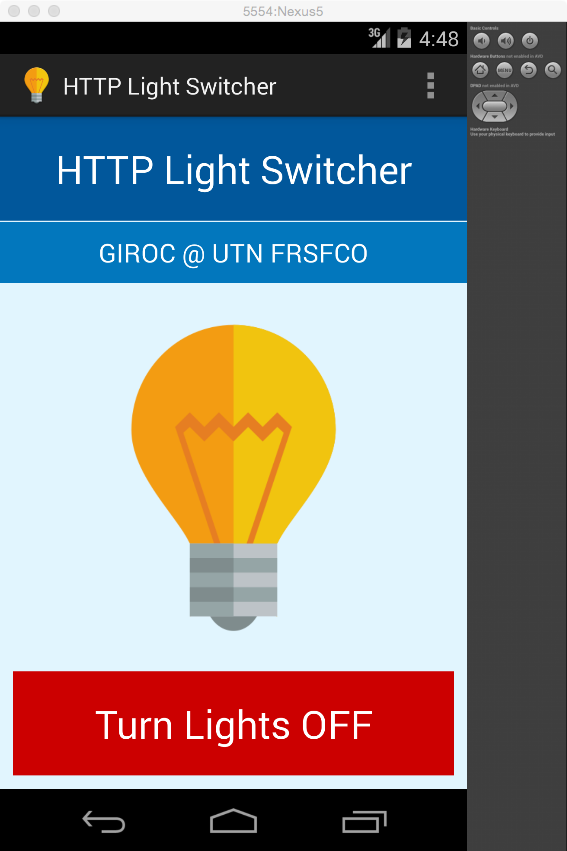 5554:Nexus5
3G 4:48
HTTP Light Switcher
HTTP Light Switcher
GIROC @ UTN FRSFCO
Turn Lights OFF
Basic Controls
Hardware Buttons not enabled in AVD
MENU
DPAD not enabled in AVD
Hardware Keyboard
Use your physical keyboard to provide input